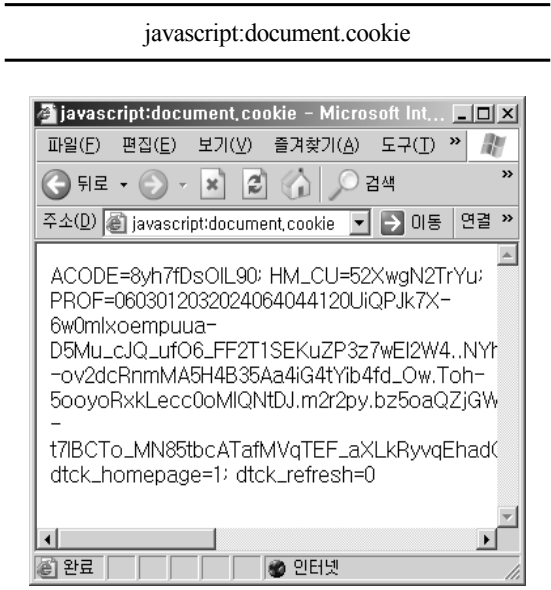 javascript:document.cookie
javascript:document.cookie - Microsoft Int...
파일(F) 편집(E) 보기(V) 즐겨찾기(A) 도구(T) »
뒤로 검색 »
주소(D) javascript:document.cookie 이동 연결 »
ACODE=8yh7fDsOIL90; HM_CU=52XwgN2TrYu;
PROF=0603012032024064044120UiQPJk7X-
6w0mlxoempuua-
D5Mu_cJQ_ufO6_FF2T1SEKuZP3z7wEI2W4..NYh
-ov2dcRnmMA5H4B35Aa4iG4tYib4fd_Ow.Toh-
5ooyoRxkLecc0oMIQNtDJ.m2r2py.bz5oaQZjGW
-
t7IBCTo_MN85tbcATafMVqTEF_aXLkRyvqEhad
dtck_homepage=1; dtck_refresh=0
완료 인터넷